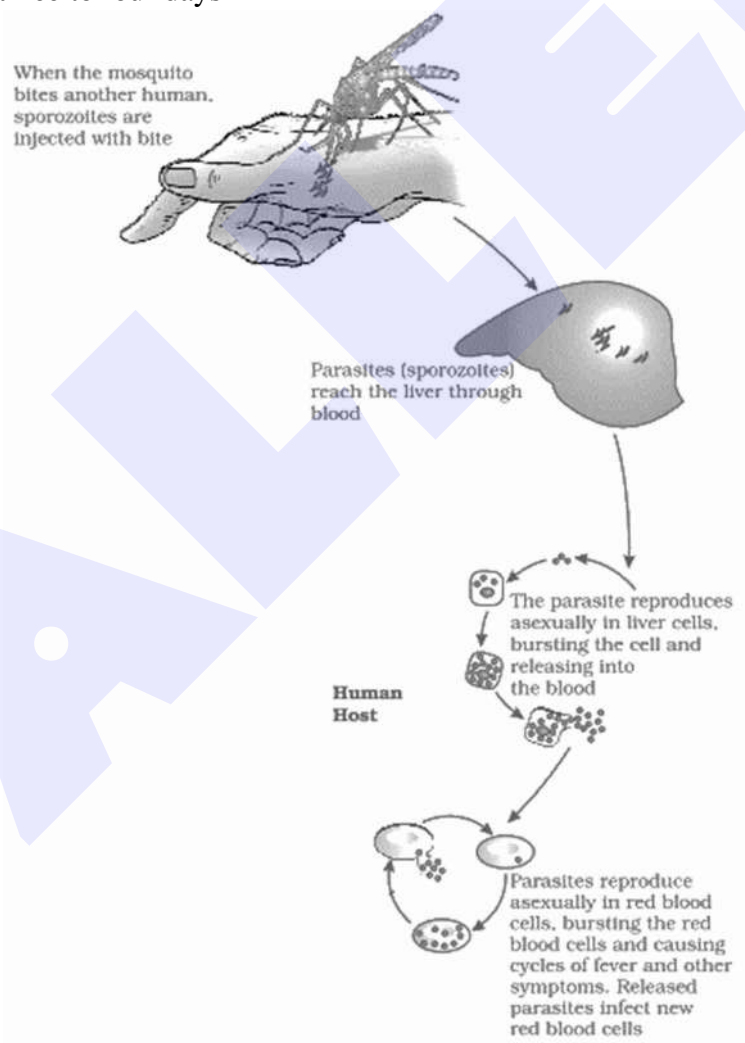 When the mosquito
bites another human,
sporozoites are
injected with bite
Parasites (sporozoites)
reach the liver through
blood
The parasite reproduces
asexually in liver cells,
bursting the cell and
releasing into
the blood
Human
Host
Parasites reproduce
asexually in red blood
cells, bursting the red
blood cells and causing
cycles of fever and other
symptoms. Released
parasites infect new
red blood cells